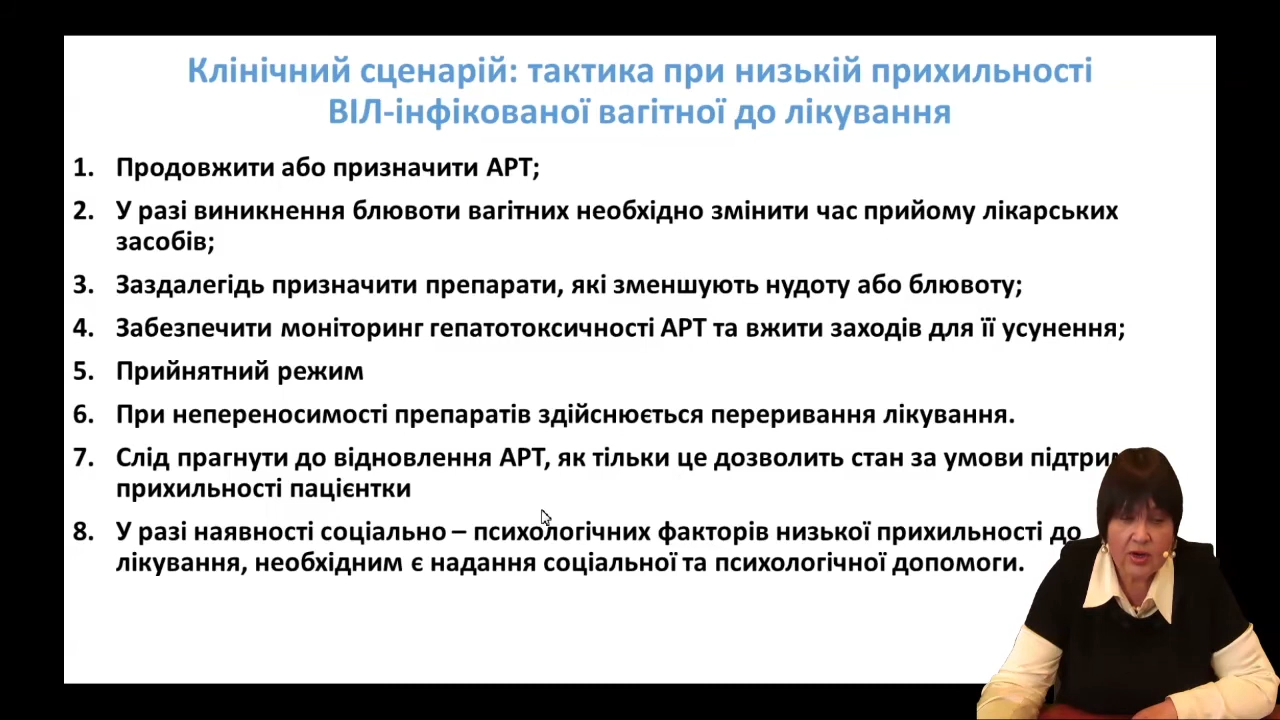 Клінічний сценарій: тактика при низькій прихильності
ВІЛ-інфікованої вагітної до лікування
1. Продовжити або призначити АРТ;
2. У разі виникнення блювоти вагітних необхідно змінити час прийому лікарських
засобів;
3. Заздалегідь призначити препарати, які зменшують нудоту або блювоту;
4. Забезпечити моніторинг гепатотоксичності АРТ та вжити заходів для її усунення;
5. Прийнятний режим
6. При непереносимості препаратів здійснюється переривання лікування.
7. Слід прагнути до відновлення АРТ, як тільки це дозволить стан за умови
прихильності пацієнтки
8. У разі наявності соціально – психологічних факторів низької прихильності до
лікування, необхідним є надання соціальної та психологічної допомоги.